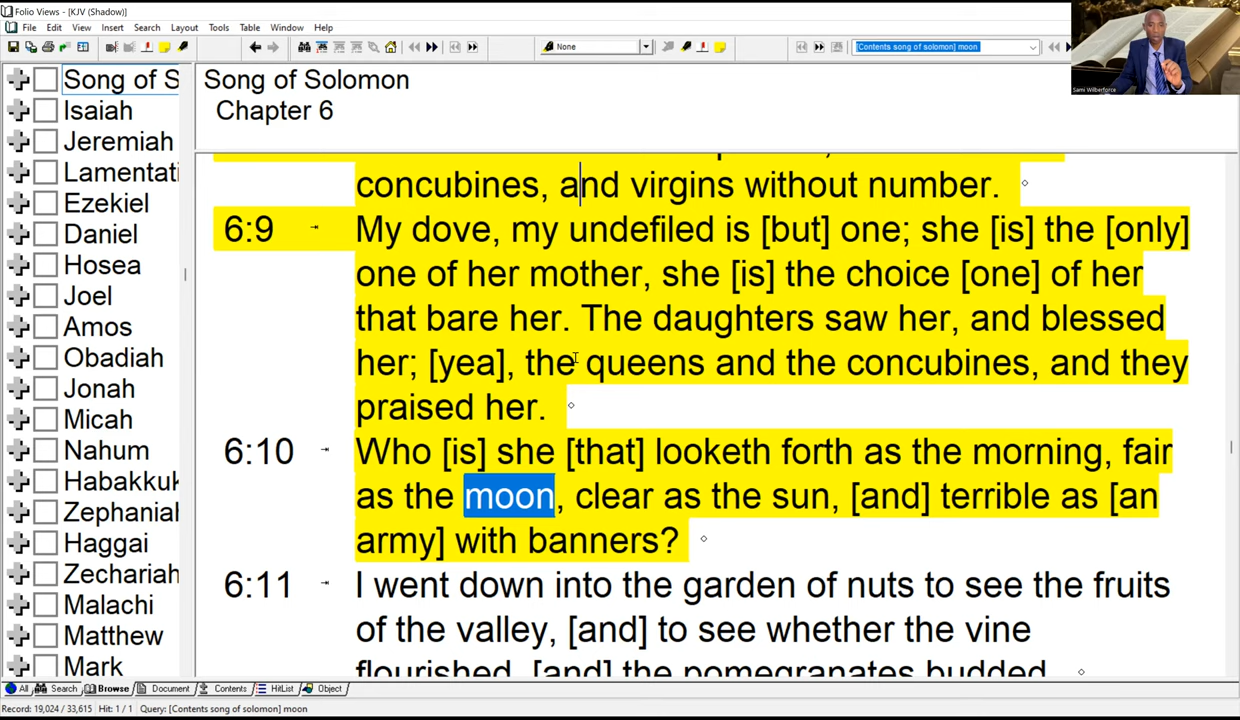 Folio Views - [KJV (Shadow)]
File Edit View Insert Search Layout Tools Table Window Help
None
[Contents song of solomon] moon
Sami Wilberforce
Song of S
Isaiah
Jeremiah
Lamentati
Ezekiel
Daniel
Hosea
Joel
Amos
Obadiah
Jonah
Micah
Nahum
Habakkuk
Zephaniah
Haggai
Zechariah
Malachi
Matthew
Mark
Song of Solomon
Chapter 6
concubines, and virgins without number.
6:9 My dove, my undefiled is [but] one; she [is] the [only]
one of her mother, she [is] the choice [one] of her
that bare her. The daughters saw her, and blessed
her; [yea], the queens and the concubines, and they
praised her.
6:10 Who [is] she [that] looketh forth as the morning, fair
as the moon, clear as the sun, [and] terrible as [an
army] with banners?
6:11 I went down into the garden of nuts to see the fruits
of the valley, [and] to see whether the vine
flourished, [and] the pomegranates budded.
All Search Browse Document Contents HitList Object
Record: 19,024 / 33,615 Hit: 1 / 1 Query: [Contents song of solomon] moon